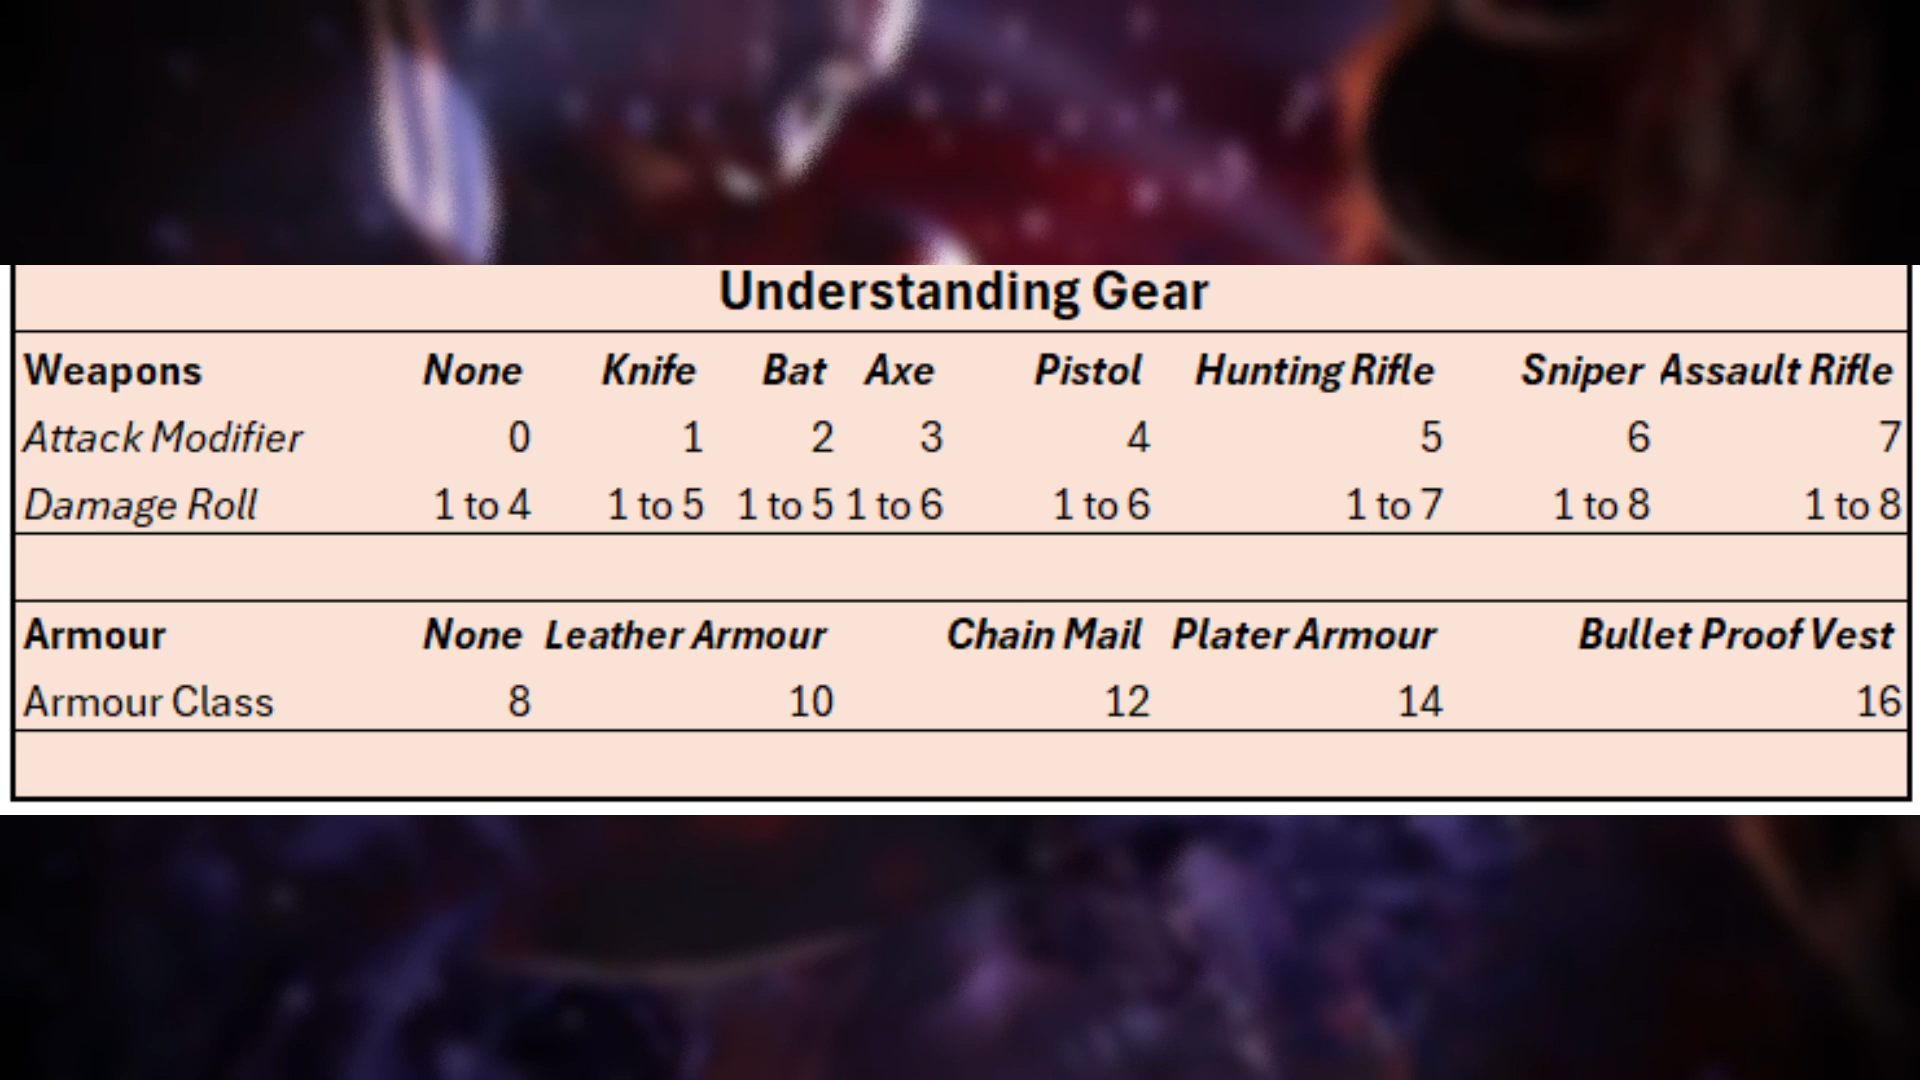 Understanding Gear
Weapons None Knife Bat Axe Pistol Hunting Rifle Sniper Assault Rifle
Attack Modifier 0 1 2 3 4 5 6 7
Damage Roll 1 to 4 1 to 5 1 to 5 1 to 6 1 to 6 1 to 7 1 to 8 1 to 8
Armour None Leather Armour Chain Mail Plater Armour Bullet Proof Vest
Armour Class 8 10 12 14 16